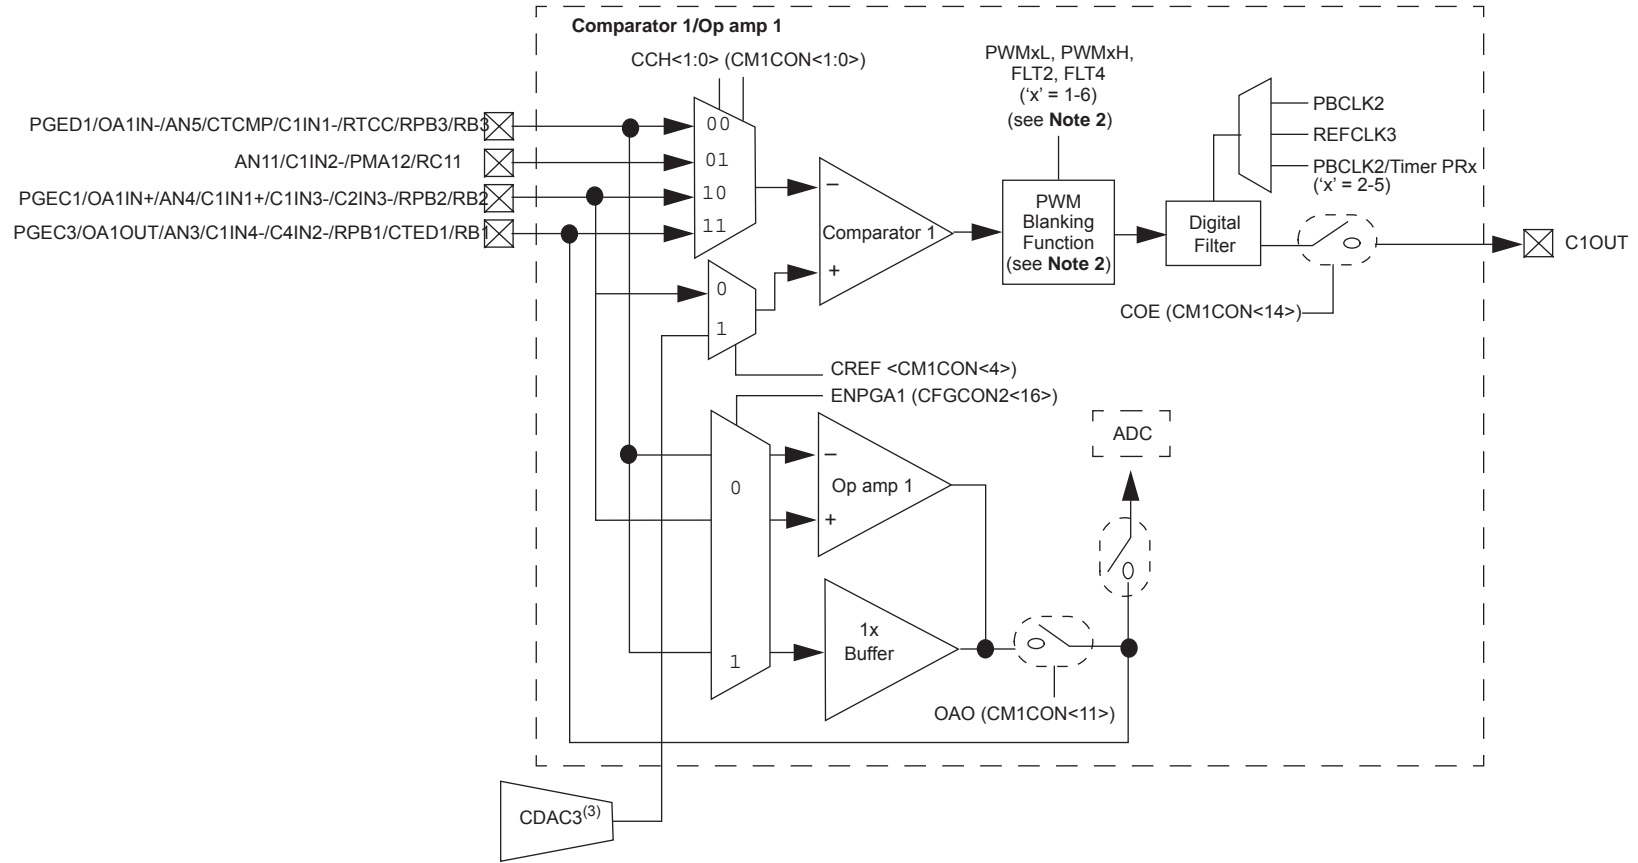 Comparator 1/Op amp 1
CCH<1:0> (CM1CON<1:0>)
PWMxL, PWMxH,
FLT2, FLT4
(‘x’ = 1-6)
(see Note 2)
PBCLK2
REFCLK3
PBCLK2/Timer PRx
(‘x’ = 2-5)
PGED1/OA1IN-/AN5/CTCMP/C1IN1-/RTCC/RPB3/RB3
AN11/C1IN2-/PMA12/RC11
PGEC1/OA1IN+/AN4/C1IN1+/C1IN3-/C2IN3-/RPB2/RB2
PGEC3/OA1OUT/AN3/C1IN4-/C4IN2-/RPB1/CTED1/RB1
00
01
10
11
–
Comparator 1
+
PWM
Blanking
Function
(see Note 2)
Digital
Filter
C1OUT
COE (CM1CON<14>)
0
1
CREF <CM1CON<4>)
ENPGA1 (CFGCON2<16>)
ADC
0
1
–
Op amp 1
+
1x
Buffer
OAO (CM1CON<11>)
CDAC3(3)